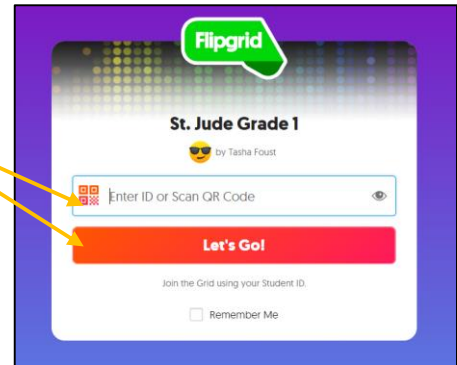 Flipgrid
St. Jude Grade 1
by Tasha Foust
Enter ID or Scan QR Code
Let's Go!
Join the Grid using your Student ID.
Remember Me